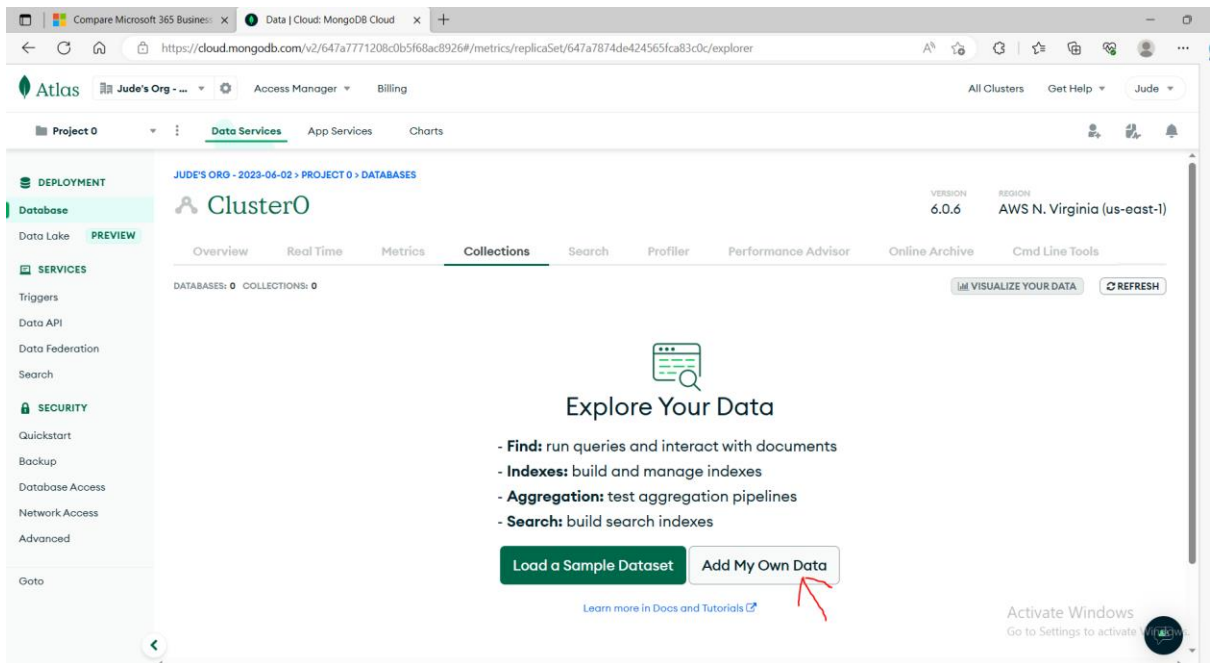 Compare Microsoft 365 Business
Data | Cloud: MongoDB Cloud
https://cloud.mongodb.com/v2/647a7771208c0b5f68ac8926#/metrics/replicaSet/647a7874de424565fca83c0c/explorer
Atlas
Jude's Org - ...
Access Manager
Billing
All Clusters
Get Help
Jude
Project 0
Data Services
App Services
Charts
DEPLOYMENT
Database
Data Lake PREVIEW
SERVICES
Triggers
Data API
Data Federation
Search
SECURITY
Quickstart
Backup
Database Access
Network Access
Advanced
Goto
JUDE'S ORG - 2023-06-02 > PROJECT 0 > DATABASES
Cluster0
VERSION
6.0.6
REGION
AWS N. Virginia (us-east-1)
Overview Real Time Metrics Collections Search Profiler Performance Advisor Online Archive Cmd Line Tools
DATABASES: 0 COLLECTIONS: 0
VISUALIZE YOUR DATA
REFRESH
Explore Your Data
- Find: run queries and interact with documents
- Indexes: build and manage indexes
- Aggregation: test aggregation pipelines
- Search: build search indexes
Load a Sample Dataset
Add My Own Data
Learn more in Docs and Tutorials
Activate Windows
Go to Settings to activate Windows.